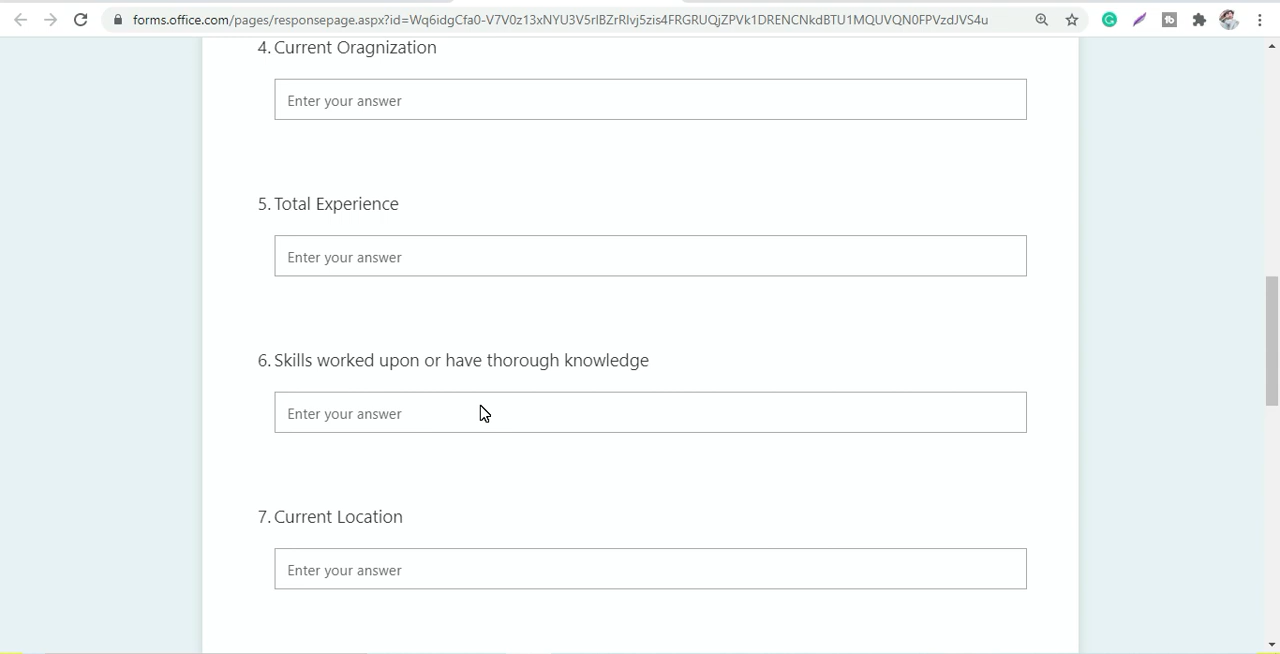 forms.office.com/pages/responsepage.aspx?id=Wq6idgCfa0-V7V0z13xNYU3V5rlBZrRIvj5zis4FRGRUQjZPVk1DRENCNkdBTU1MQUVQN0FPVzdJVS4u
4. Current Oragnization
Enter your answer
5. Total Experience
Enter your answer
6. Skills worked upon or have thorough knowledge
Enter your answer
7. Current Location
Enter your answer